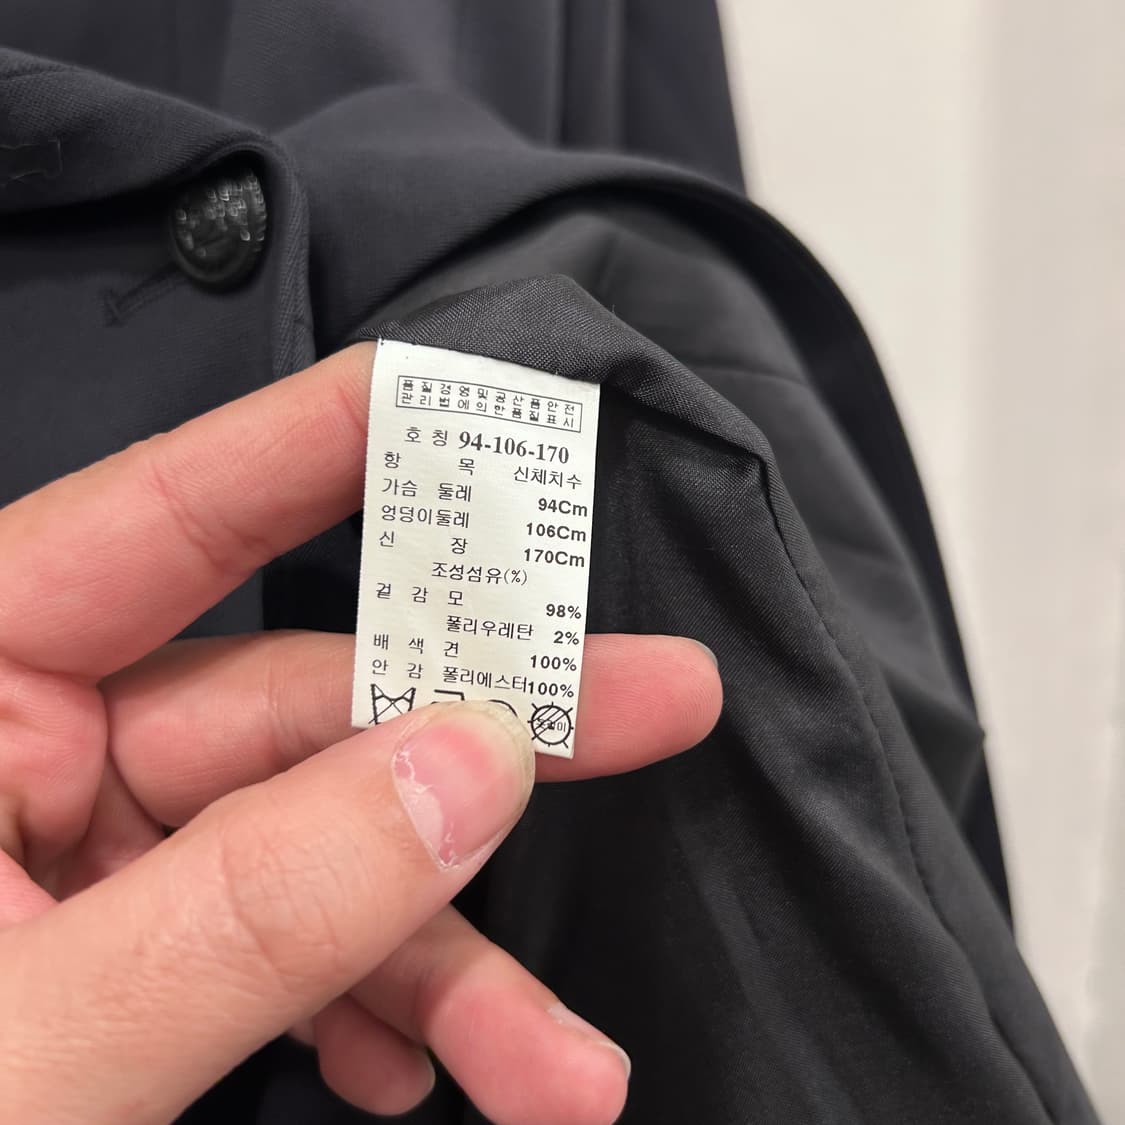 품질경영및공산품안전
관리법에의한품질표시
호칭 94-106-170
항 목 신체치수
가슴 둘레 94Cm
엉덩이둘레 106Cm
신 장 170Cm
조성섬유(%)
겉 감 모 98%
폴리우레탄 2%
배 색 견 100%
안 감 폴리에스터100%